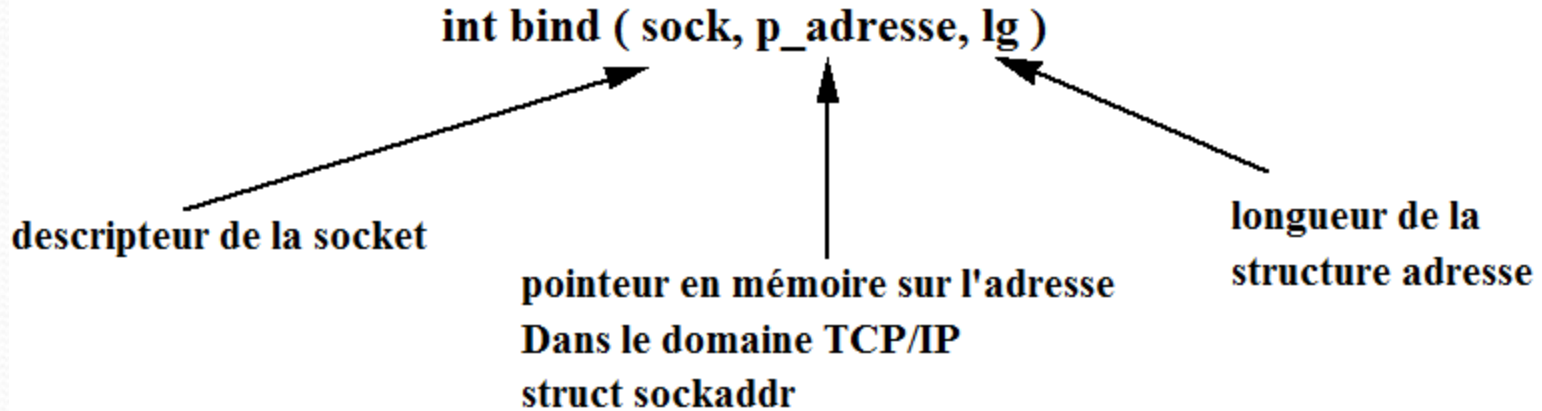 int bind ( sock, p_adresse, lg )
descripteur de la socket
pointeur en mémoire sur l'adresse
Dans le domaine TCP/IP
struct sockaddr
longueur de la
structure adresse